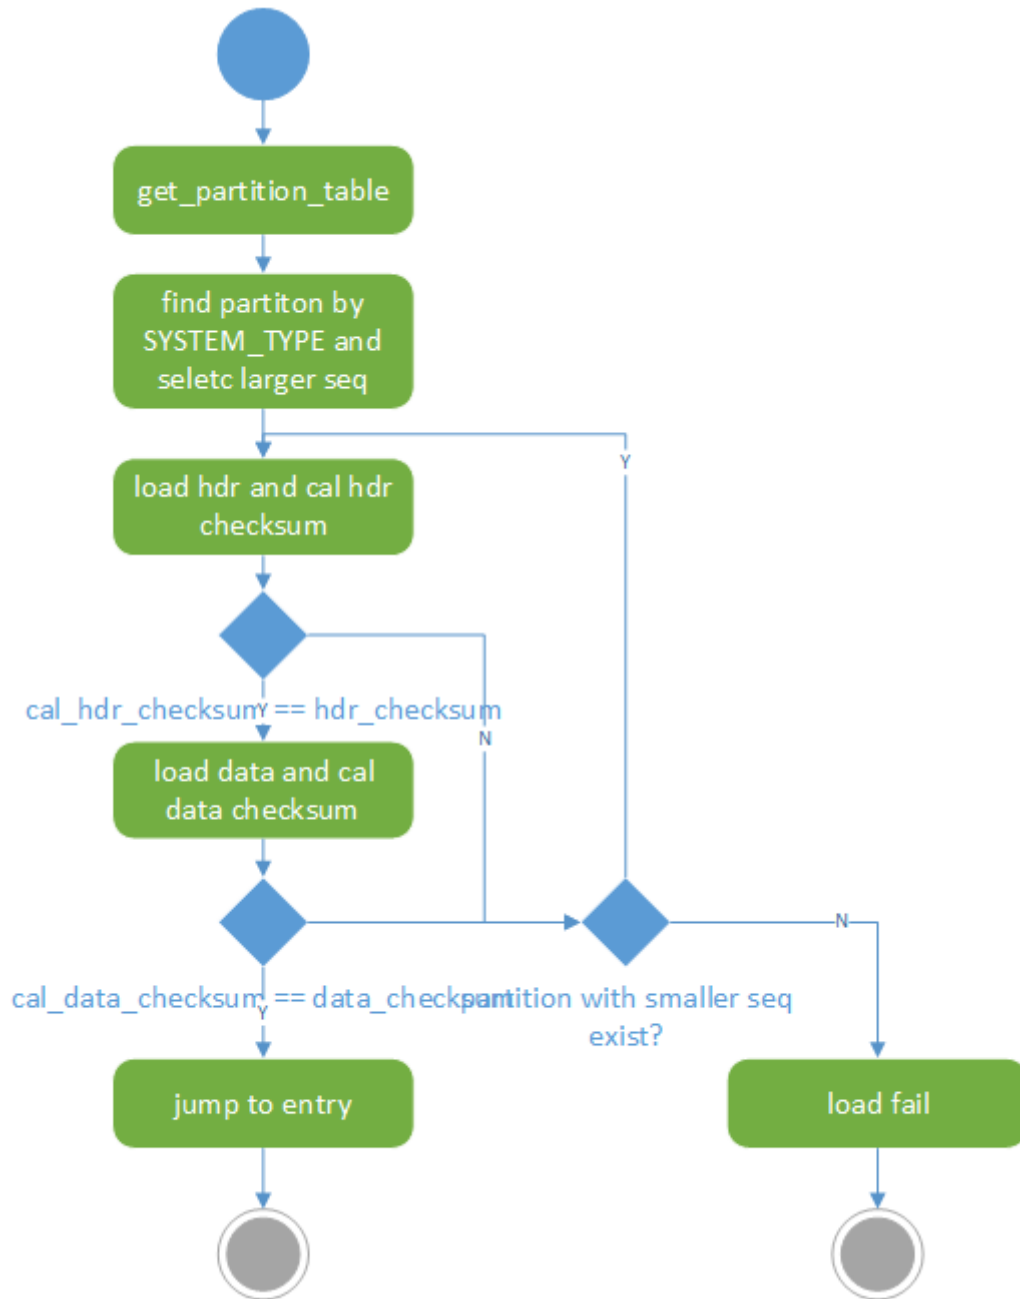 get_partition_table
find partiton by
SYSTEM_TYPE and
seletc larger seq
Y
load hdr and cal hdr
checksum
cal_hdr_checksum == hdr_checksum
Y
N
load data and cal
data checksum
N
cal_data_checksum == data_checksum
Y
partition with smaller seq
exist?
jump to entry
load fail